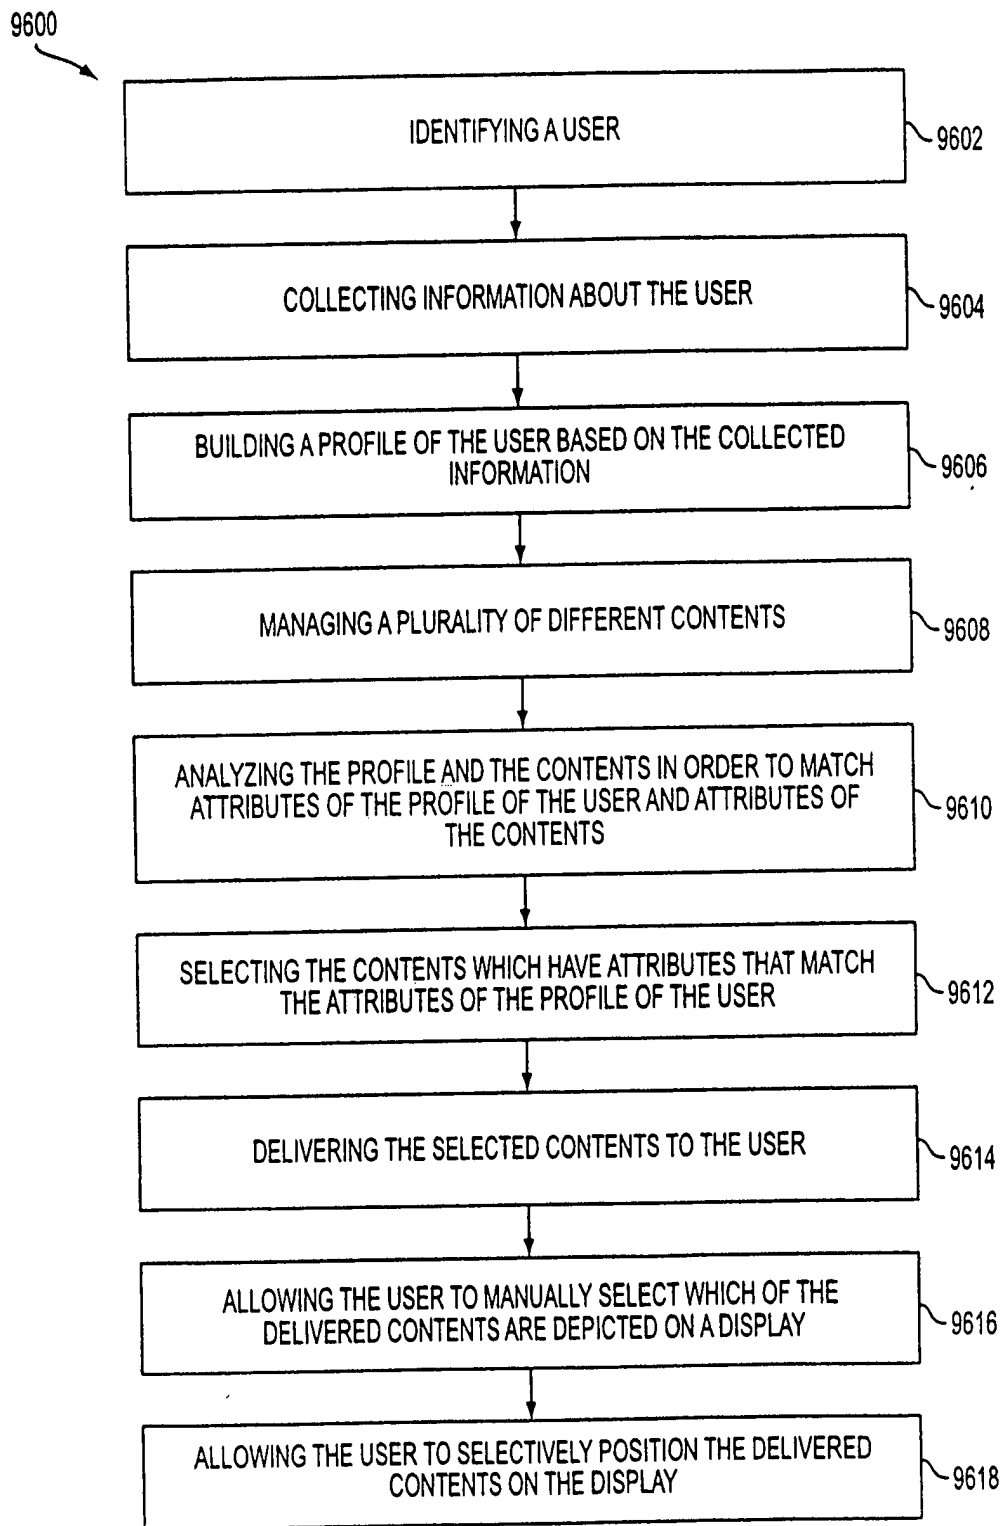 9600
IDENTIFYING A USER
9602
COLLECTING INFORMATION ABOUT THE USER
9604
BUILDING A PROFILE OF THE USER BASED ON THE COLLECTED
INFORMATION
9606
MANAGING A PLURALITY OF DIFFERENT CONTENTS
9608
ANALYZING THE PROFILE AND THE CONTENTS IN ORDER TO MATCH
ATTRIBUTES OF THE PROFILE OF THE USER AND ATTRIBUTES OF
THE CONTENTS
9610
SELECTING THE CONTENTS WHICH HAVE ATTRIBUTES THAT MATCH
THE ATTRIBUTES OF THE PROFILE OF THE USER
9612
DELIVERING THE SELECTED CONTENTS TO THE USER
9614
ALLOWING THE USER TO MANUALLY SELECT WHICH OF THE
DELIVERED CONTENTS ARE DEPICTED ON A DISPLAY
9616
ALLOWING THE USER TO SELECTIVELY POSITION THE DELIVERED
CONTENTS ON THE DISPLAY
9618